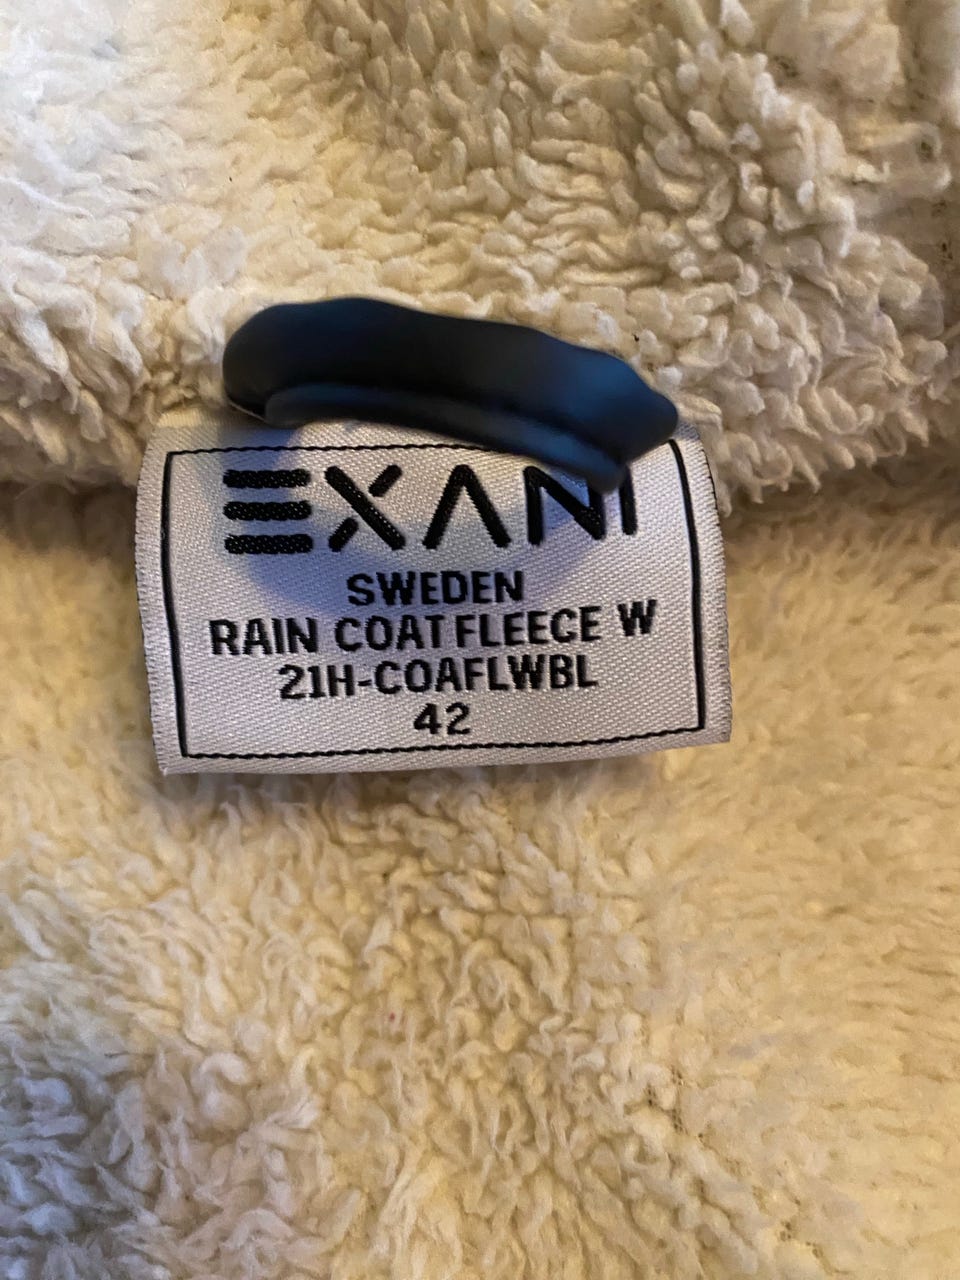 EXANI
SWEDEN
RAIN COAT FLEECE W
21H-COAFLWBL
42